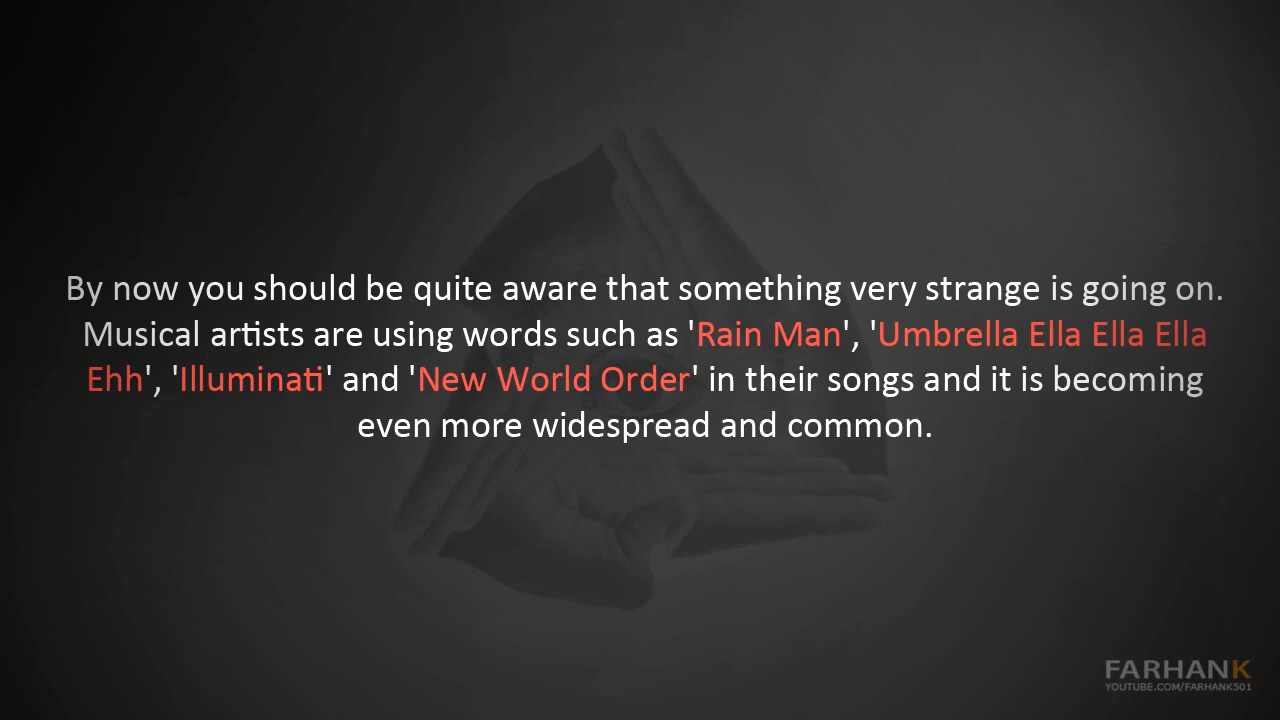 By now you should be quite aware that something very strange is going on.
Musical artists are using words such as 'Rain Man', 'Umbrella Ella Ella Ella
Ehh', 'Illuminati' and 'New World Order' in their songs and it is becoming
even more widespread and common.
FARHANK
YOUTUBE.COM/FARHANK501